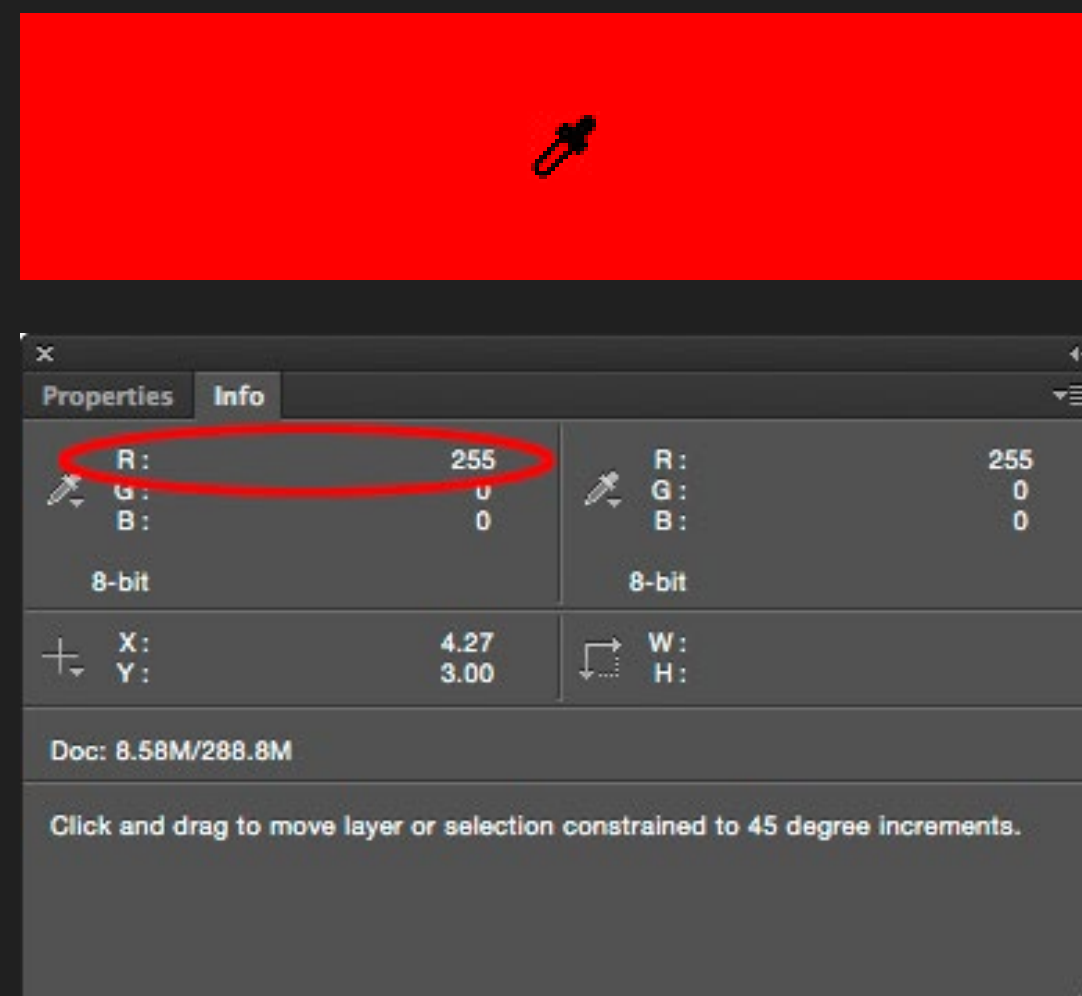 Properties Info
R: 255 R: 255
G: 0 G: 0
B: 0 B: 0
8-bit 8-bit
X: 4.27 W:
Y: 3.00 H:
Doc: 8.58M/288.8M
Click and drag to move layer or selection constrained to 45 degree increments.